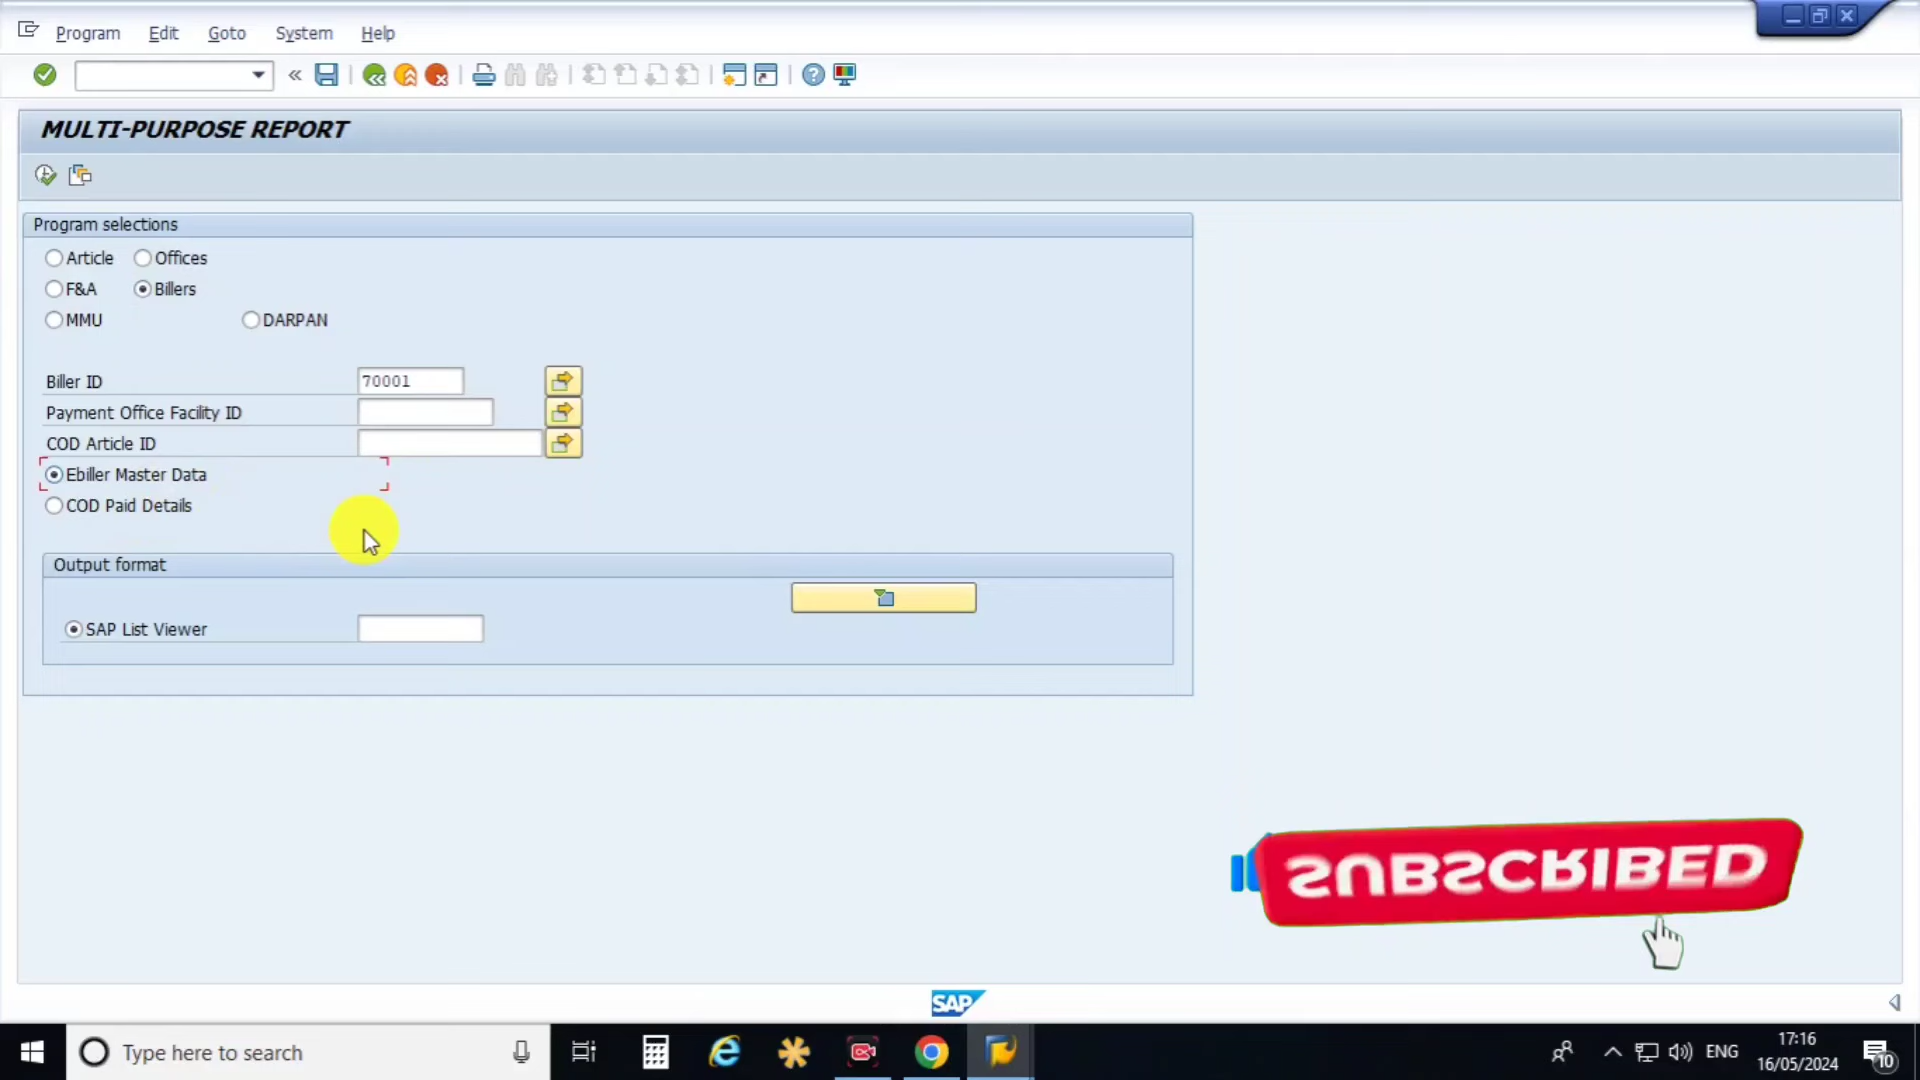 Program Edit Goto System Help
MULTI-PURPOSE REPORT
Program selections
Article Offices
F&A Billers
MMU DARPAN
Biller ID 70001
Payment Office Facility ID
COD Article ID
Ebiller Master Data
COD Paid Details
Output format
SAP List Viewer
SUBSCRIBED
SAP
Type here to search
ENG
17:16
16/05/2024
10